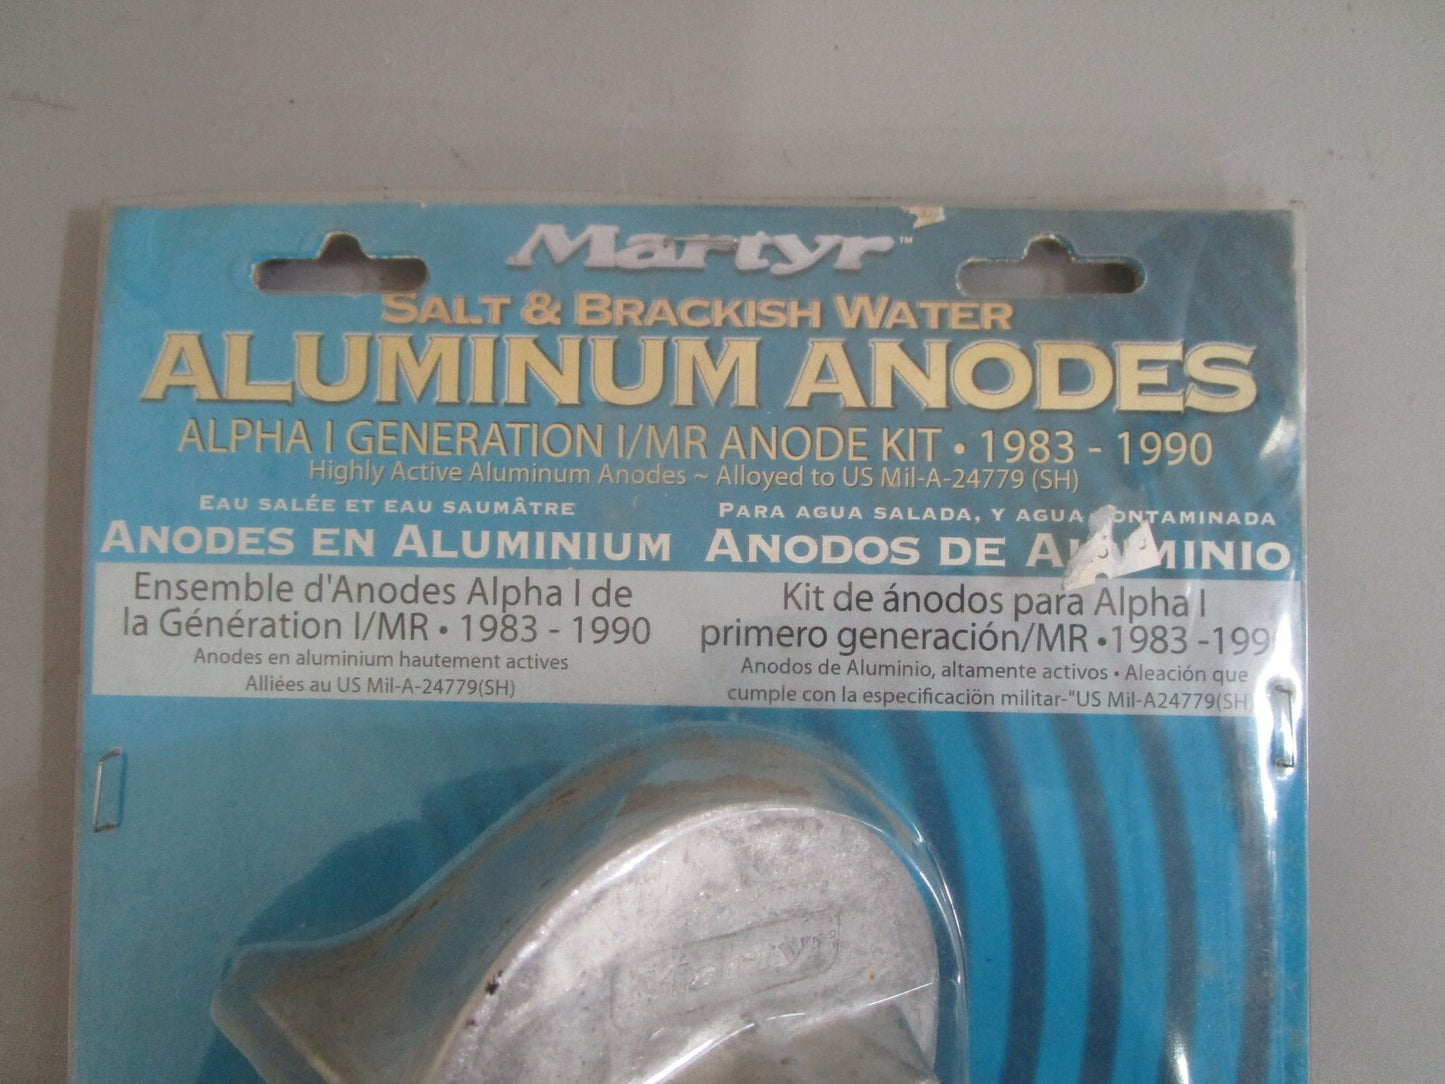 Martyr™
SALT & BRACKISH WATER
ALUMINUM ANODES
ALPHA I GENERATION I/MR ANODE KIT • 1983 - 1990
Highly Active Aluminum Anodes ~ Alloyed to US Mil-A-24779 (SH)
EAU SALÉE ET EAU SAUMÂTRE
ANODES EN ALUMINIUM
Ensemble d'Anodes Alpha I de
la Génération I/MR • 1983 - 1990
Anodes en aluminium hautement actives
Alliées au US Mil-A-24779(SH)
PARA AGUA SALADA, Y AGUA
ANODOS DE
Kit de ánodos para Alpha I
primero generación/MR •1983 -199
Anodos de Aluminio, altamente activos • Aleación que
cumple con la especificaciön militar-"US Mil-A24779(SH)
Martyr